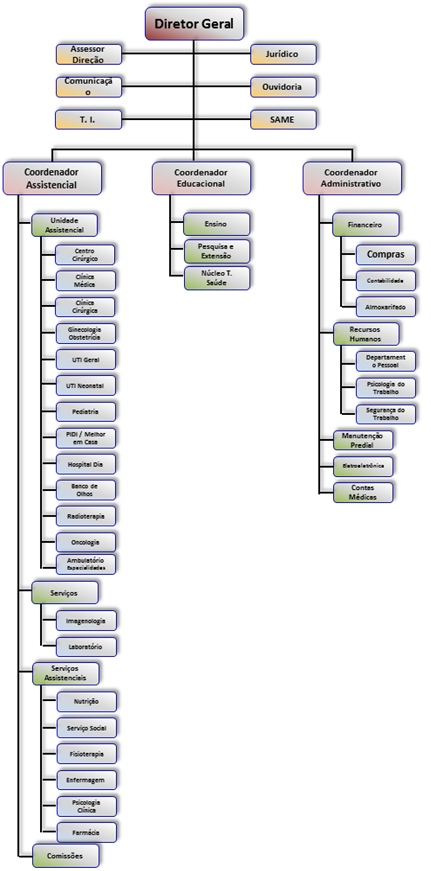 Diretor Geral
Assessor
Direção
Jurídico
Comunicaçã
o
Ouvidoria
T. I.
SAME
Coordenador
Assistencial
Coordenador
Educacional
Coordenador
Administrativo
Unidade
Assistencial
Centro
Cirúrgico
Clínica
Médica
Clínica
Cirúrgica
Ginecologia
Obstetrícia
UTI Geral
UTI Neonatal
Pediatria
PIDI / Melhor
em Casa
Hospital Dia
Banco de
Olhos
Radioterapia
Oncologia
Ambulatório
Especialidades
Serviços
Imagenologia
Laboratório
Serviços
Assistenciais
Nutrição
Serviço Social
Fisioterapia
Enfermagem
Psicologia
Clínica
Farmácia
Comissões
Ensino
Pesquisa e
Extensão
Núcleo T.
Saúde
Financeiro
Compras
Contabilidade
Almoxarifado
Recursos
Humanos
Departament
o Pessoal
Psicologia do
Trabalho
Segurança do
Trabalho
Manutenção
Predial
Eletroeletrônica
Contas
Médicas